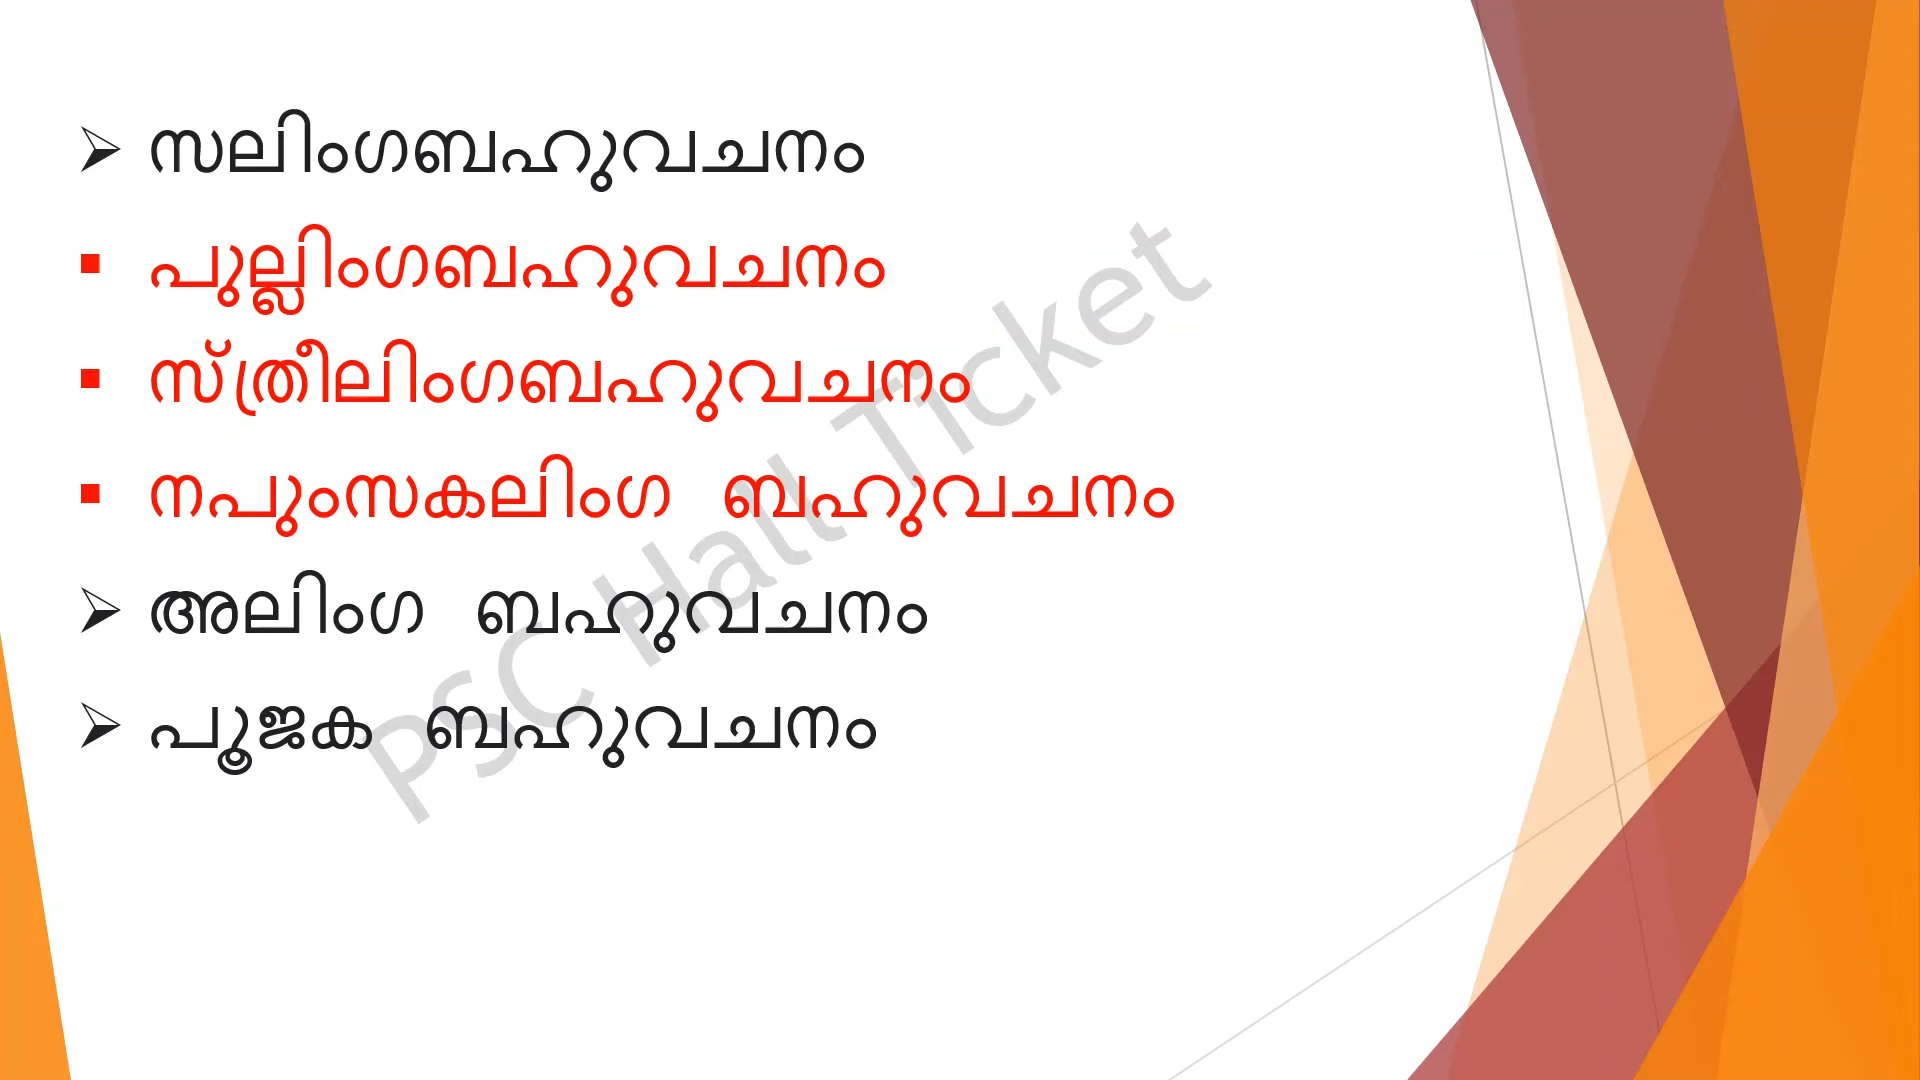 സലിംഗബഹുവചനം
പുല്ലിംഗബഹുവചനം
സ്ത്രീലിംഗബഹുവചനം
നപുംസകലിംഗ ബഹുവചനം
അലിംഗ ബഹുവചനം
പൂജക ബഹുവചനം
PSC Hall Ticket